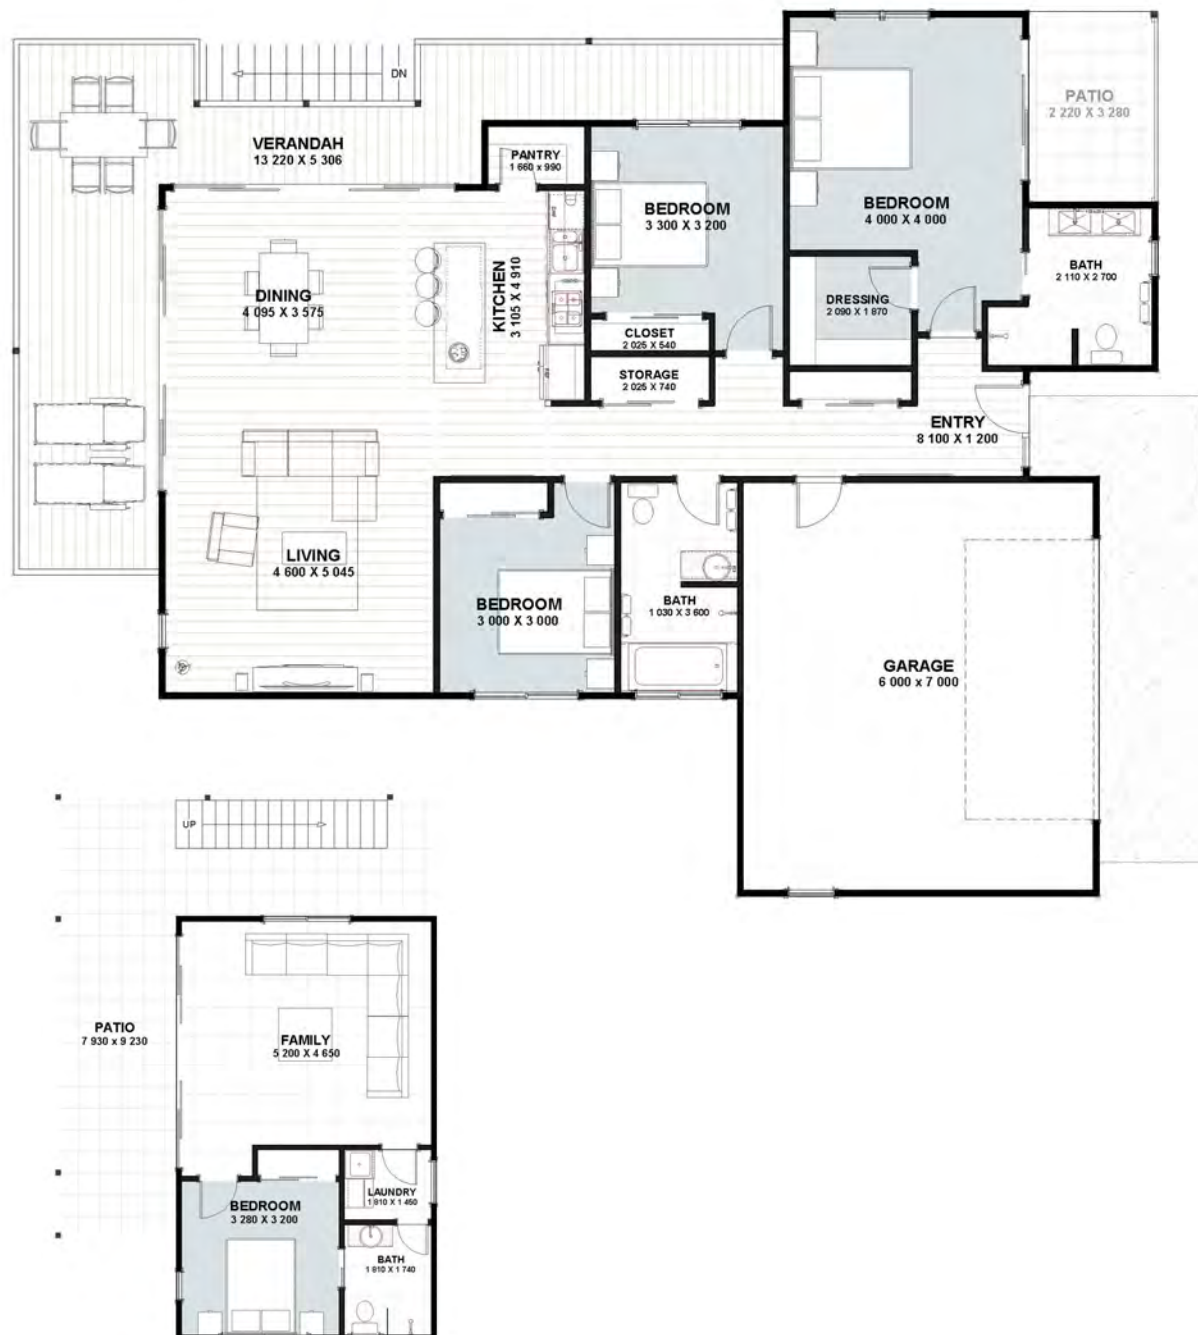 DN
PATIO
2 220 X 3 280
VERANDAH
13 220 X 5 306
PANTRY
1 660 x 990
BEDROOM
3 300 X 3 200
BEDROOM
4 000 X 4 000
BATH
2 110 X 2 700
DINING
4 095 X 3 575
KITCHEN
3 105 X 4 910
DRESSING
2 090 X 1 870
CLOSET
2 025 X 540
STORAGE
2 025 X 740
ENTRY
8 100 X 1 200
LIVING
4 600 X 5 045
BEDROOM
3 000 X 3 000
BATH
1 030 X 3 600
GARAGE
6 000 x 7 000
UP
PATIO
7 930 x 9 230
FAMILY
5 200 X 4 650
BEDROOM
3 280 X 3 200
LAUNDRY
1 810 X 1 450
BATH
1 810 X 1 740